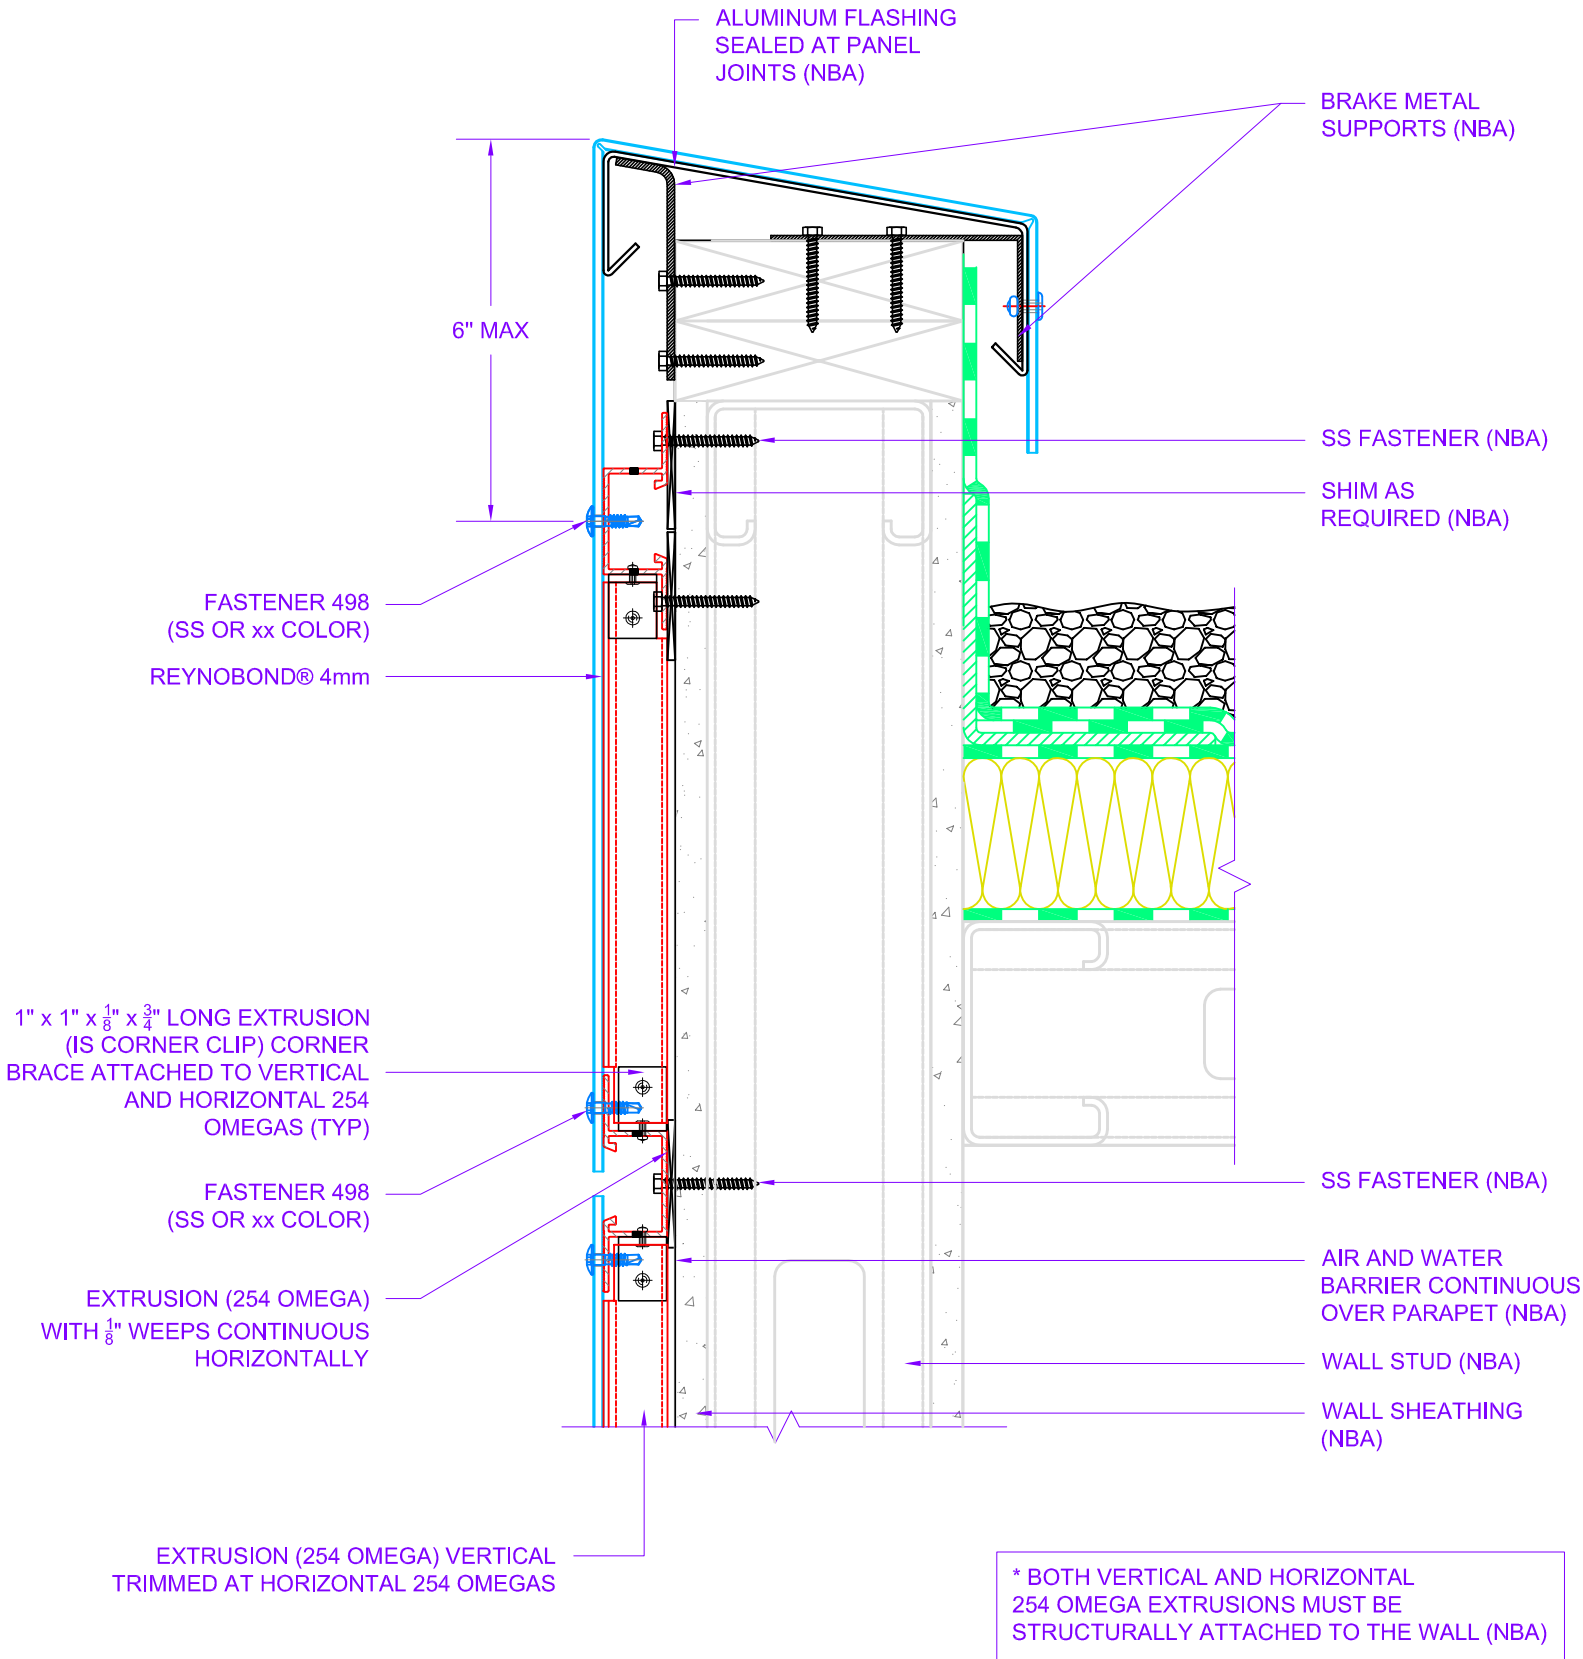 ALUMINUM FLASHING
SEALED AT PANEL
JOINTS (NBA)
BRAKE METAL
SUPPORTS (NBA)
6" MAX
SS FASTENER (NBA)
SHIM AS
REQUIRED (NBA)
FASTENER 498
(SS OR xx COLOR)
REYNOBOND® 4mm
1" x 1" x 1/8" x 3/4" LONG EXTRUSION
(IS CORNER CLIP) CORNER
BRACE ATTACHED TO VERTICAL
AND HORIZONTAL 254
OMEGAS (TYP)
FASTENER 498
(SS OR xx COLOR)
SS FASTENER (NBA)
EXTRUSION (254 OMEGA)
WITH 1/8" WEEPS CONTINUOUS
HORIZONTALLY
AIR AND WATER
BARRIER CONTINUOUS
OVER PARAPET (NBA)
WALL STUD (NBA)
WALL SHEATHING
(NBA)
EXTRUSION (254 OMEGA) VERTICAL
TRIMMED AT HORIZONTAL 254 OMEGAS
* BOTH VERTICAL AND HORIZONTAL
254 OMEGA EXTRUSIONS MUST BE
STRUCTURALLY ATTACHED TO THE WALL (NBA)